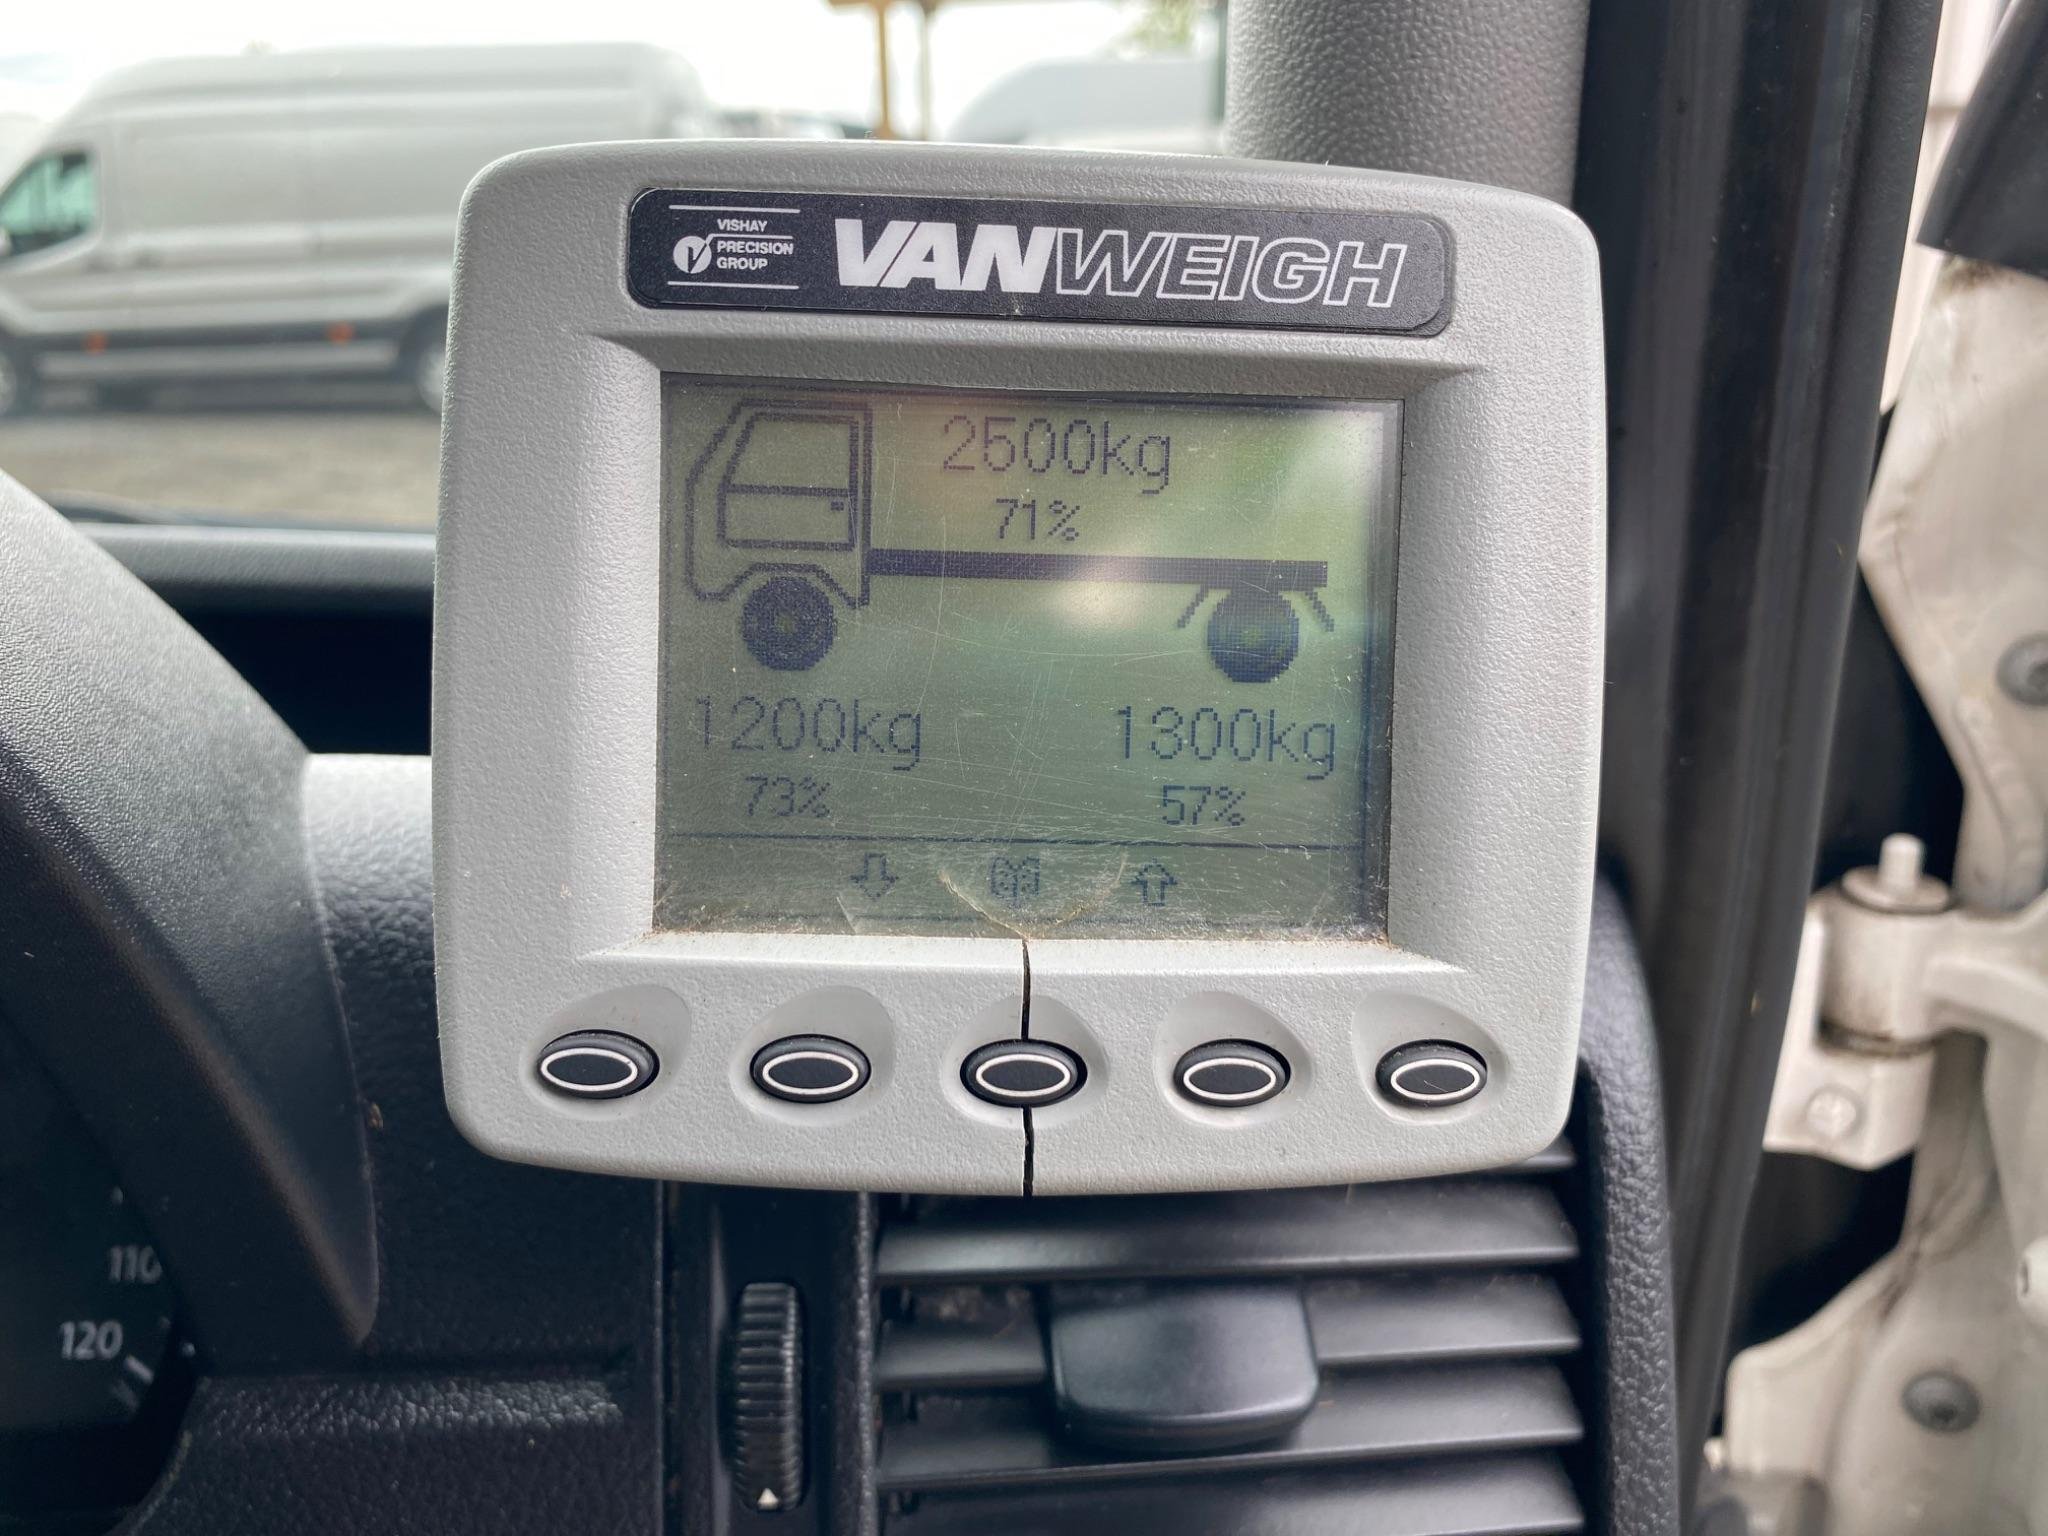 VISHAY
PRECISION
GROUP
VANWEIGH
2500kg
71%
1200kg
1300kg
73%
57%
110
120